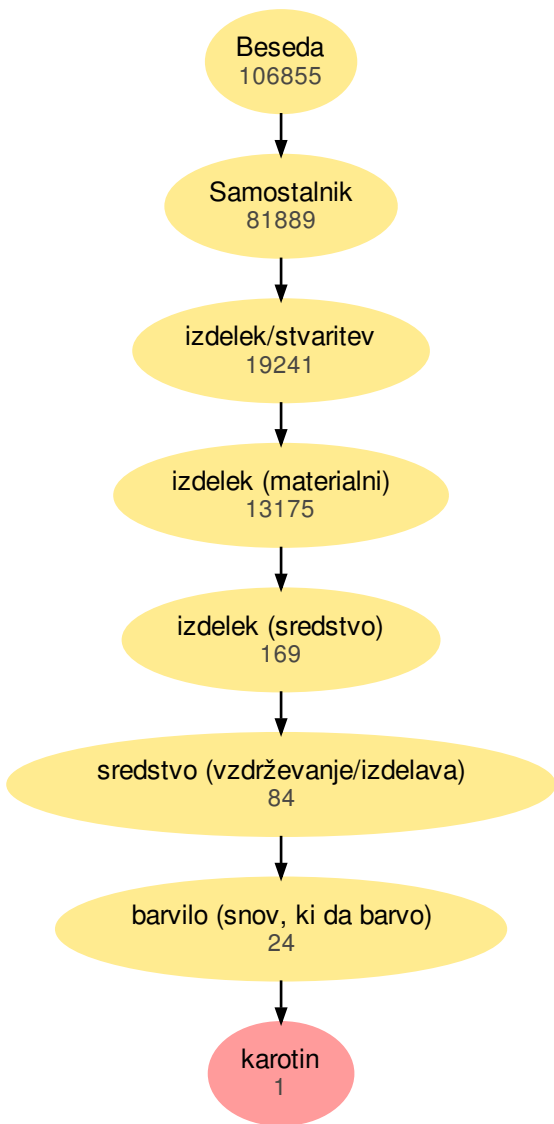 Beseda
106855
Samostalnik
81889
izdelek/stvaritev
19241
izdelek (materialni)
13175
izdelek (sredstvo)
169
sredstvo (vzdrževanje/izdelava)
84
barvilo (snov, ki da barvo)
24
karotin
1